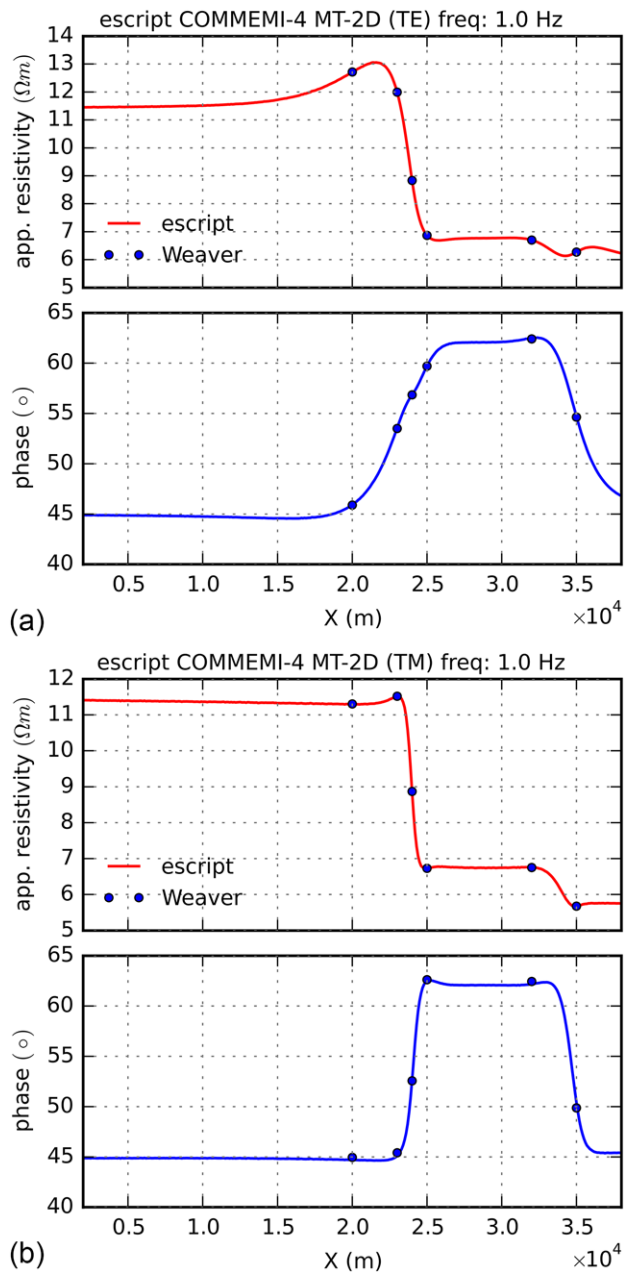 escript COMMEMI-4 MT-2D (TE) freq: 1.0 Hz
app. resistivity (Ωm)
14
13
12
11
10
9
8
7
6
5
escript
Weaver
phase (∘)
65
60
55
50
45
40
0.5 1.0 1.5 2.0 2.5 3.0 3.5
X (m)
×10⁴
(a)
escript COMMEMI-4 MT-2D (TM) freq: 1.0 Hz
app. resistivity (Ωm)
12
11
10
9
8
7
6
5
escript
Weaver
phase (∘)
65
60
55
50
45
40
0.5 1.0 1.5 2.0 2.5 3.0 3.5
X (m)
×10⁴
(b)